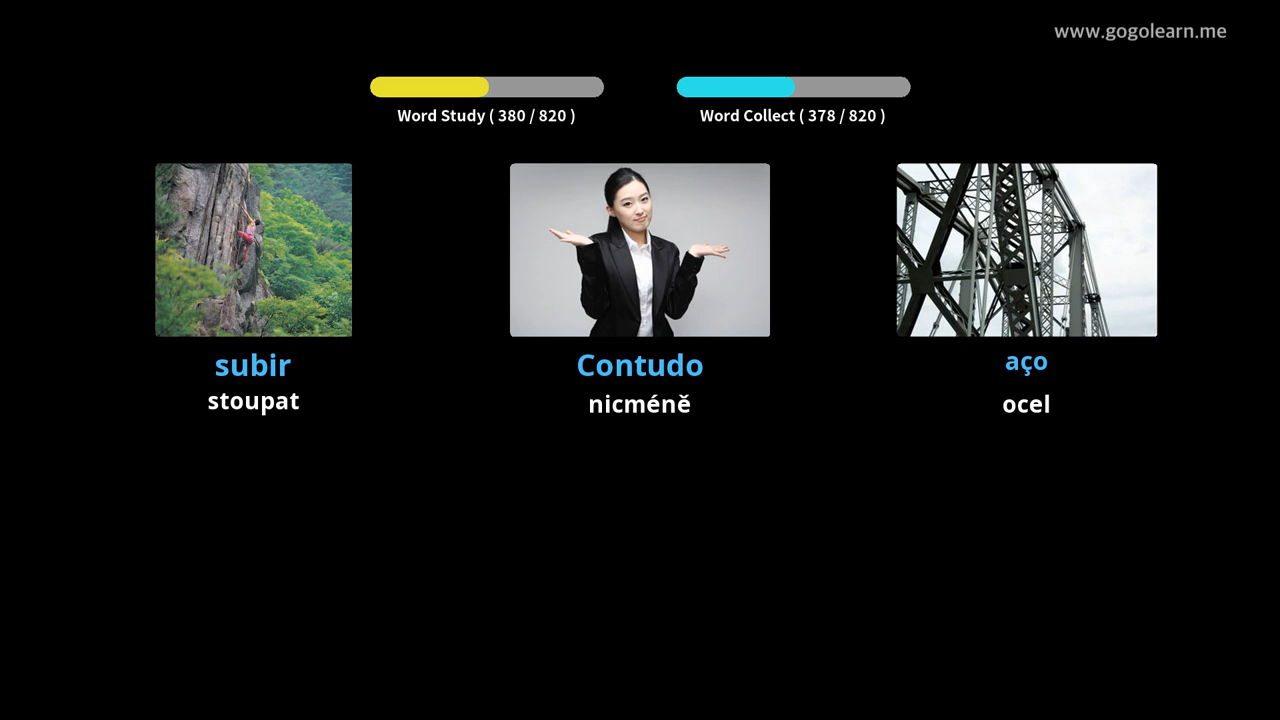 www.gogolearn.me
Word Study ( 380 / 820 )
Word Collect ( 378 / 820 )
subir
stoupat
Contudo
nicméně
aço
ocel